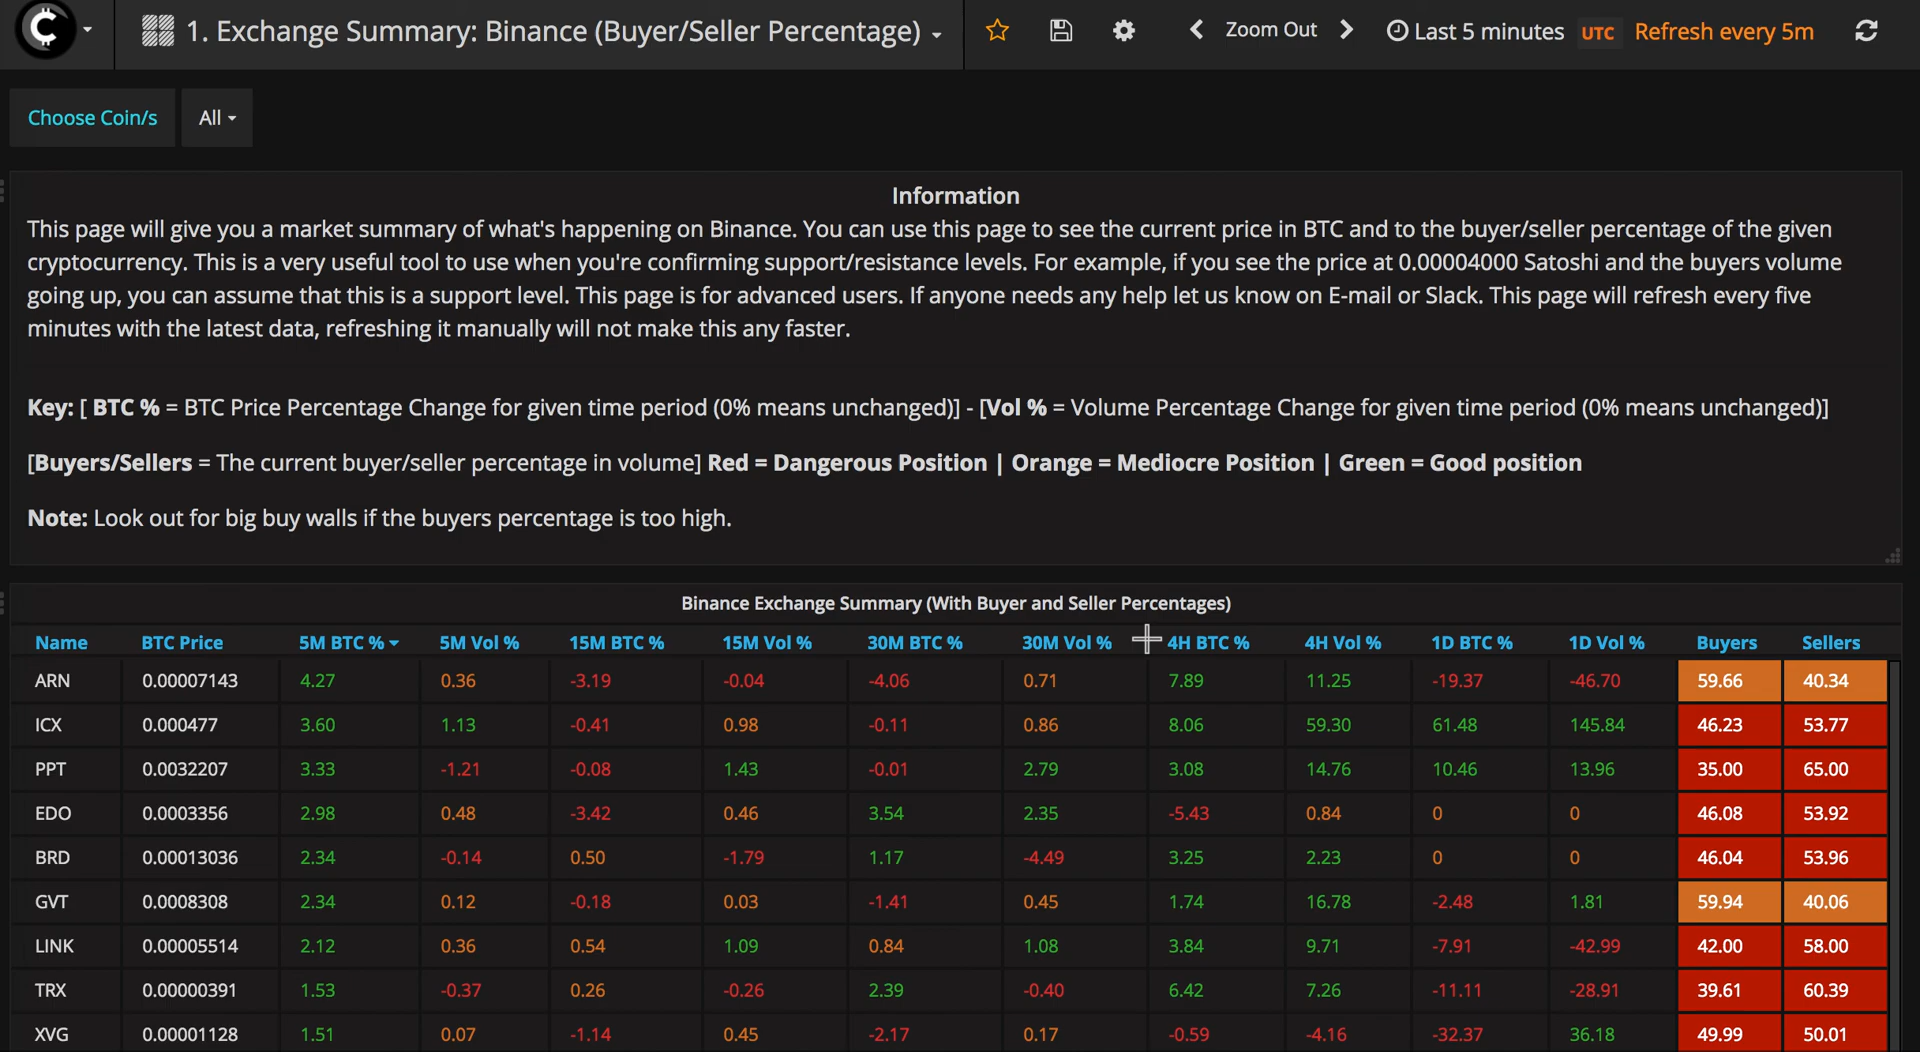 1. Exchange Summary: Binance (Buyer/Seller Percentage) Zoom Out Last 5 minutes UTC Refresh every 5m
Choose Coin/s All
Information
This page will give you a market summary of what's happening on Binance. You can use this page to see the current price in BTC and to the buyer/seller percentage of the given
cryptocurrency. This is a very useful tool to use when you're confirming support/resistance levels. For example, if you see the price at 0.00004000 Satoshi and the buyers volume
going up, you can assume that this is a support level. This page is for advanced users. If anyone needs any help let us know on E-mail or Slack. This page will refresh every five
minutes with the latest data, refreshing it manually will not make this any faster.
Key: [ BTC % = BTC Price Percentage Change for given time period (0% means unchanged)] - [Vol % = Volume Percentage Change for given time period (0% means unchanged)]
[Buyers/Sellers = The current buyer/seller percentage in volume] Red = Dangerous Position | Orange = Mediocre Position | Green = Good position
Note: Look out for big buy walls if the buyers percentage is too high.
Binance Exchange Summary (With Buyer and Seller Percentages)
Name BTC Price 5M BTC % 5M Vol % 15M BTC % 15M Vol % 30M BTC % 30M Vol % 4H BTC % 4H Vol % 1D BTC % 1D Vol % Buyers Sellers
ARN 0.00007143 4.27 0.36 -3.19 -0.04 -4.06 0.71 7.89 11.25 -19.37 -46.70 59.66 40.34
ICX 0.000477 3.60 1.13 -0.41 0.98 -0.11 0.86 8.06 59.30 61.48 145.84 46.23 53.77
PPT 0.0032207 3.33 -1.21 -0.08 1.43 -0.01 2.79 3.08 14.76 10.46 13.96 35.00 65.00
EDO 0.0003356 2.98 0.48 -3.42 0.46 3.54 2.35 -5.43 0.84 0 0 46.08 53.92
BRD 0.00013036 2.34 -0.14 0.50 -1.79 1.17 -4.49 3.25 2.23 0 0 46.04 53.96
GVT 0.0008308 2.34 0.12 -0.18 0.03 -1.41 0.45 1.74 16.78 -2.48 1.81 59.94 40.06
LINK 0.00005514 2.12 0.36 0.54 1.09 0.84 1.08 3.84 9.71 -7.91 -42.99 42.00 58.00
TRX 0.00000391 1.53 -0.37 0.26 -0.26 2.39 -0.40 6.42 7.26 -11.11 -28.91 39.61 60.39
XVG 0.00001128 1.51 0.07 -1.14 0.45 -2.17 0.17 -0.59 -4.16 -32.37 36.18 49.99 50.01